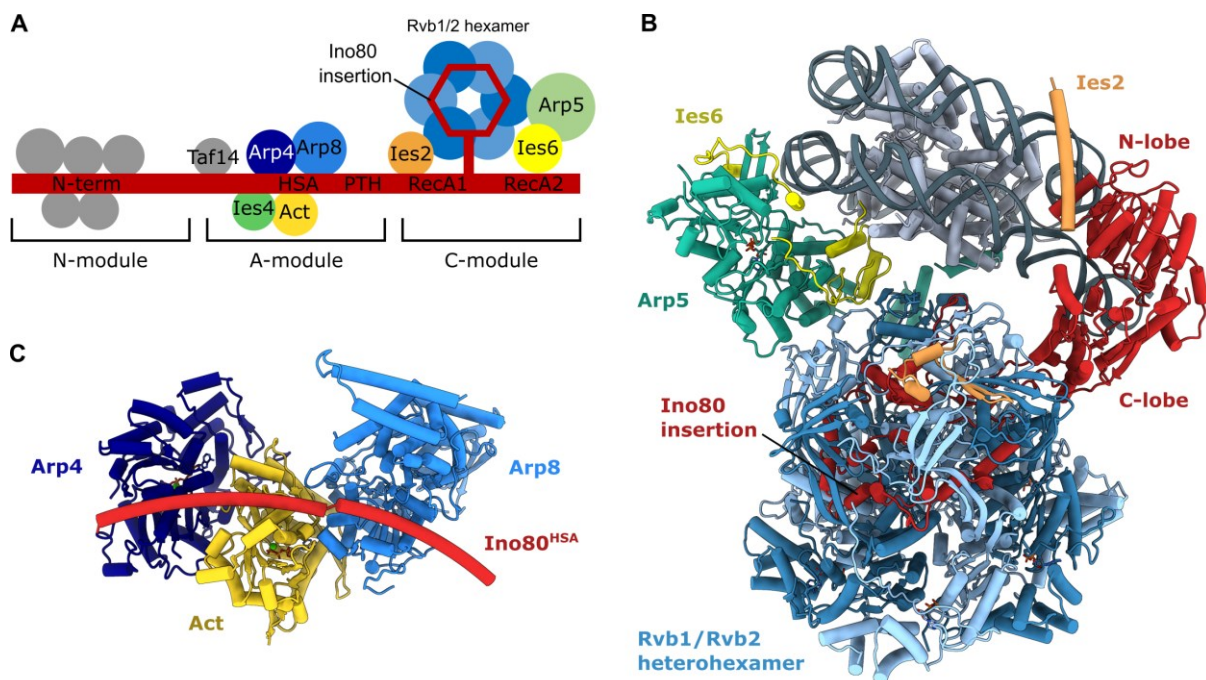 A
Rvb1/2 hexamer
Ino80
insertion
Arp5
Taf14
Arp4
Arp8
Ies2
Ies6
N-term
HSA
PTH
RecA1
RecA2
Ies4
Act
N-module
A-module
C-module
B
Ies2
Ies6
N-lobe
Arp5
C-lobe
Ino80
insertion
Rvb1/Rvb2
heterohexamer
C
Arp4
Arp8
Ino80HSA
Act